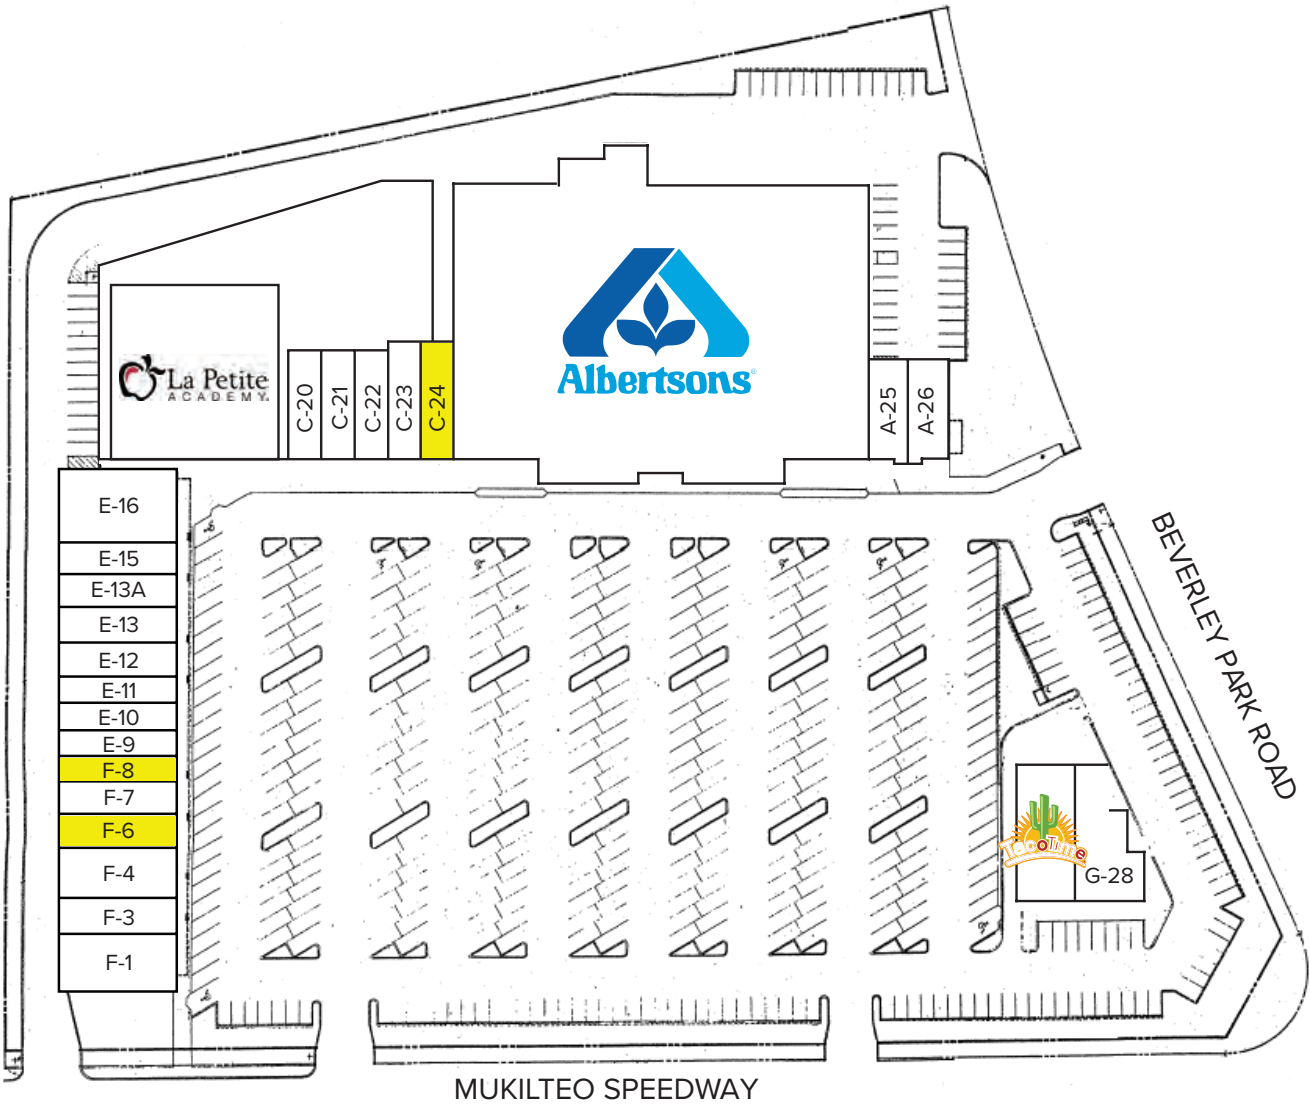 La Petite
ACADEMY
C-20
C-21
C-22
C-23
C-24
Albertsons®
A-25
A-26
E-16
E-15
E-13A
E-13
E-12
E-11
E-10
E-9
F-8
F-7
F-6
F-4
F-3
F-1
BEVERLEY PARK ROAD
TacoTime
G-28
MUKILTEO SPEEDWAY